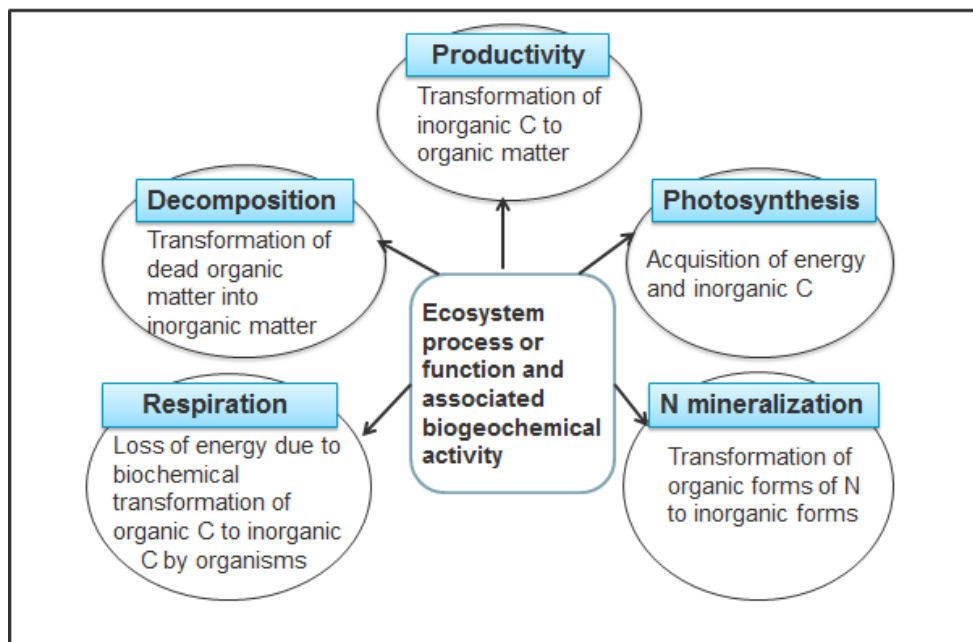 Productivity
Transformation of
inorganic C to
organic matter
Decomposition
Transformation of
dead organic
matter into
inorganic matter
Photosynthesis
Acquisition of energy
and inorganic C
Ecosystem
process or
function and
associated
biogeochemical
activity
Respiration
Loss of energy due to
biochemical
transformation of
organic C to inorganic
C by organisms
N mineralization
Transformation of
organic forms of N
to inorganic forms